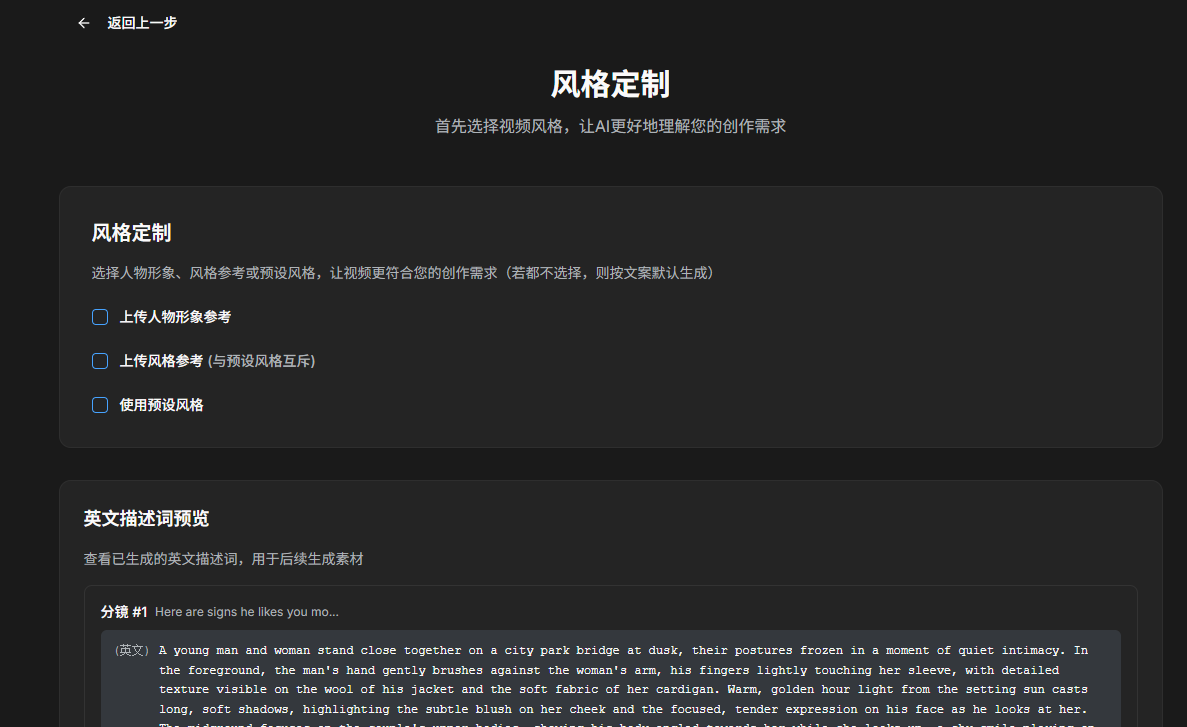 返回上一步
风格定制
首先选择视频风格，让AI更好地理解您的创作需求
风格定制
选择人物形象、风格参考或预设风格，让视频更符合您的创作需求（若都不选择，则按文案默认生成）
上传人物形象参考
上传风格参考 (与预设风格互斥)
使用预设风格
英文描述词预览
查看已生成的英文描述词，用于后续生成素材
分镜 #1 Here are signs he likes you mo...
(英文) A young man and woman stand close together on a city park bridge at dusk, their postures frozen in a moment of quiet intimacy. In
the foreground, the man's hand gently brushes against the woman's arm, his fingers lightly touching her sleeve, with detailed
texture visible on the wool of his jacket and the soft fabric of her cardigan. Warm, golden hour light from the setting sun casts
long, soft shadows, highlighting the subtle blush on her cheek and the focused, tender expression on his face as he looks at her.